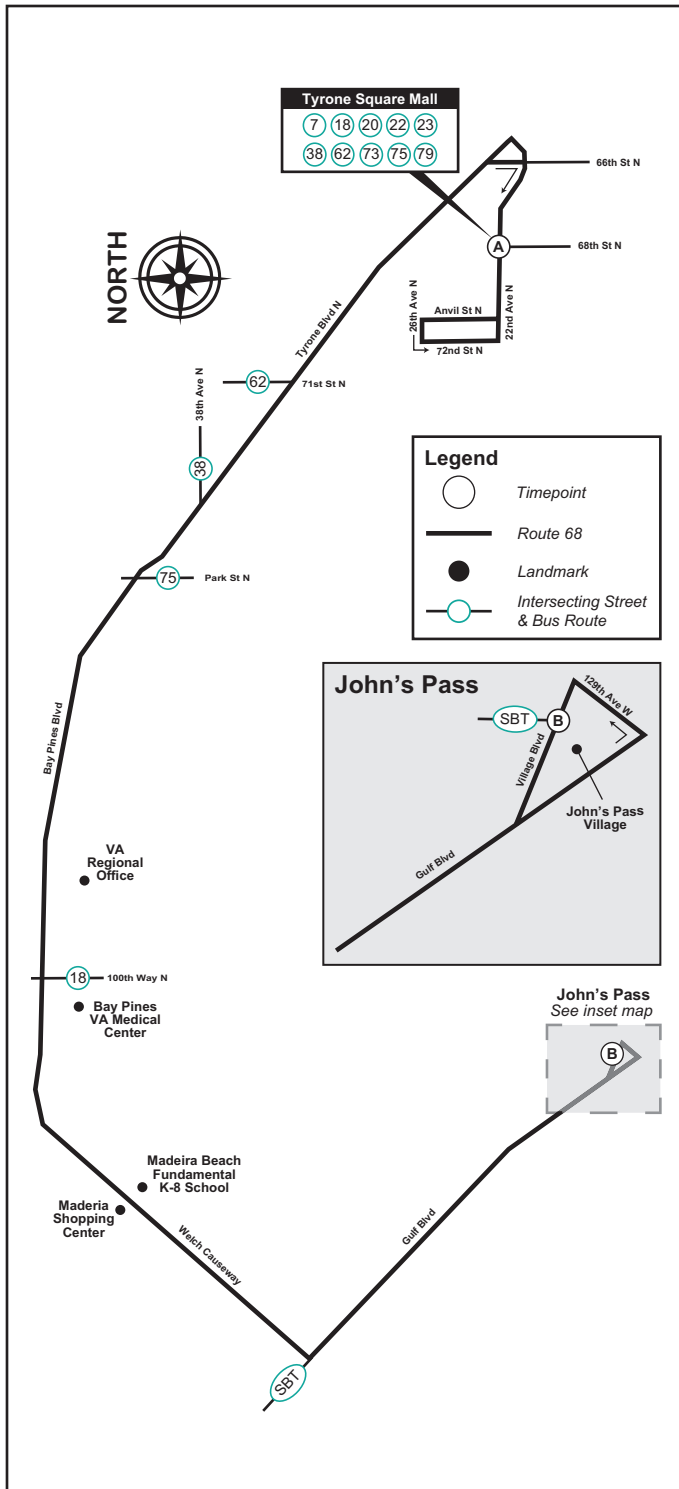 Tyrone Square Mall
7 18 20 22 23
38 62 73 75 79
66th St N
A
68th St N
NORTH
26th Ave N
Anvil St N
22nd Ave N
72nd St N
Tyrone Blvd N
62
71st St N
38th Ave N
38
75
Park St N
Legend
Timepoint
Route 68
Landmark
Intersecting Street
& Bus Route
John's Pass
129th Ave W
SBT
B
Village Blvd
John's Pass
Village
Gulf Blvd
Bay Pines Blvd
VA
Regional
Office
18
100th Way N
Bay Pines
VA Medical
Center
John's Pass
See inset map
B
Madeira Beach
Fundamental
K-8 School
Maderia
Shopping
Center
Welch Causeway
Gulf Blvd
SBT